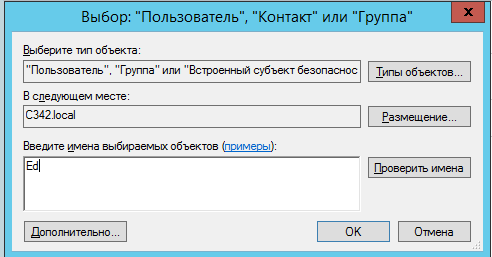 Выбор: "Пользователь", "Контакт" или "Группа"
x
Выберите тип объекта:
"Пользователь", "Группа" или "Встроенный субъект безопаснос
Типы объектов...
В следующем месте:
C342.local
Размещение...
Введите имена выбираемых объектов (примеры):
Ed
Проверить имена
Дополнительно...
OK
Отмена